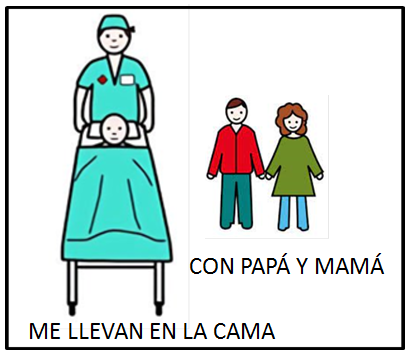 ME LLEVAN EN LA CAMA
CON PAPÁ Y MAMÁ